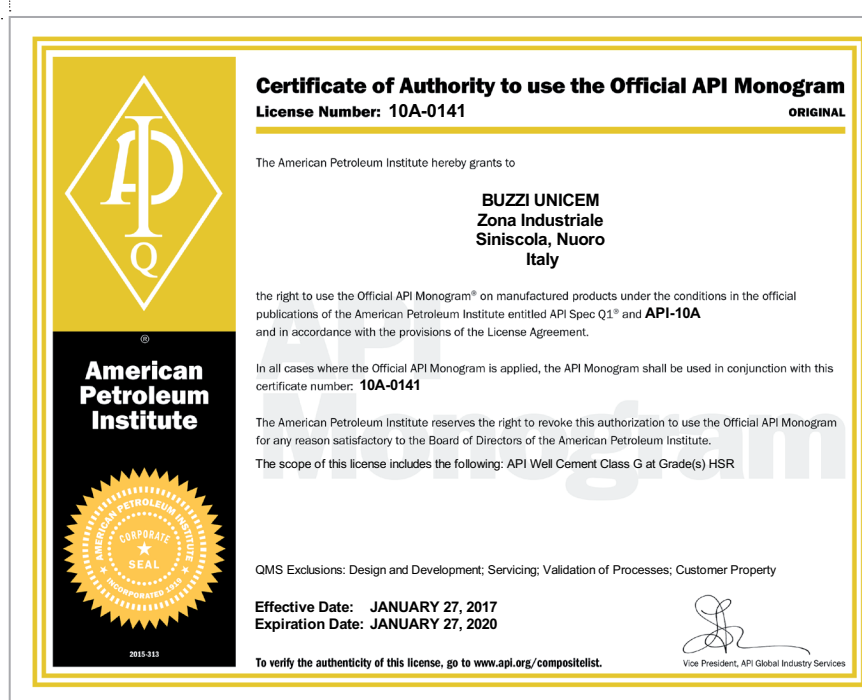 Certificate of Authority to use the Official API Monogram
License Number: 10A-0141
ORIGINAL
The American Petroleum Institute hereby grants to
BUZZI UNICEM
Zona Industriale
Siniscola, Nuoro
Italy
the right to use the Official API Monogram® on manufactured products under the conditions in the official
publications of the American Petroleum Institute entitled API Spec Q1® and API-10A
and in accordance with the provisions of the License Agreement.
In all cases where the Official API Monogram is applied, the API Monogram shall be used in conjunction with this
certificate number: 10A-0141
The American Petroleum Institute reserves the right to revoke this authorization to use the Official API Monogram
for any reason satisfactory to the Board of Directors of the American Petroleum Institute.
The scope of this license includes the following: API Well Cement Class G at Grade(s) HSR
QMS Exclusions: Design and Development; Servicing; Validation of Processes; Customer Property
Effective Date: JANUARY 27, 2017
Expiration Date: JANUARY 27, 2020
To verify the authenticity of this license, go to www.api.org/compositelist.
Vice President, API Global Industry Services
API
Monogram
API
Q
®
American
Petroleum
Institute
AMERICAN PETROLEUM INSTITUTE
CORPORATE
SEAL
INCORPORATED 1919
2015-313